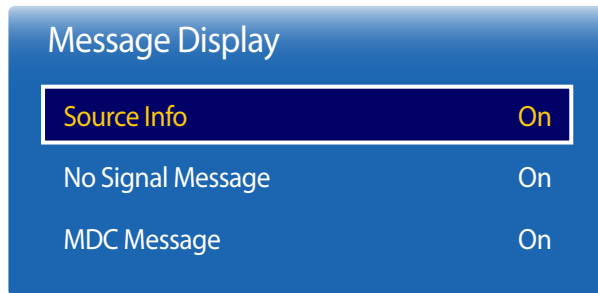 Message Display
Source Info On
No Signal Message On
MDC Message On